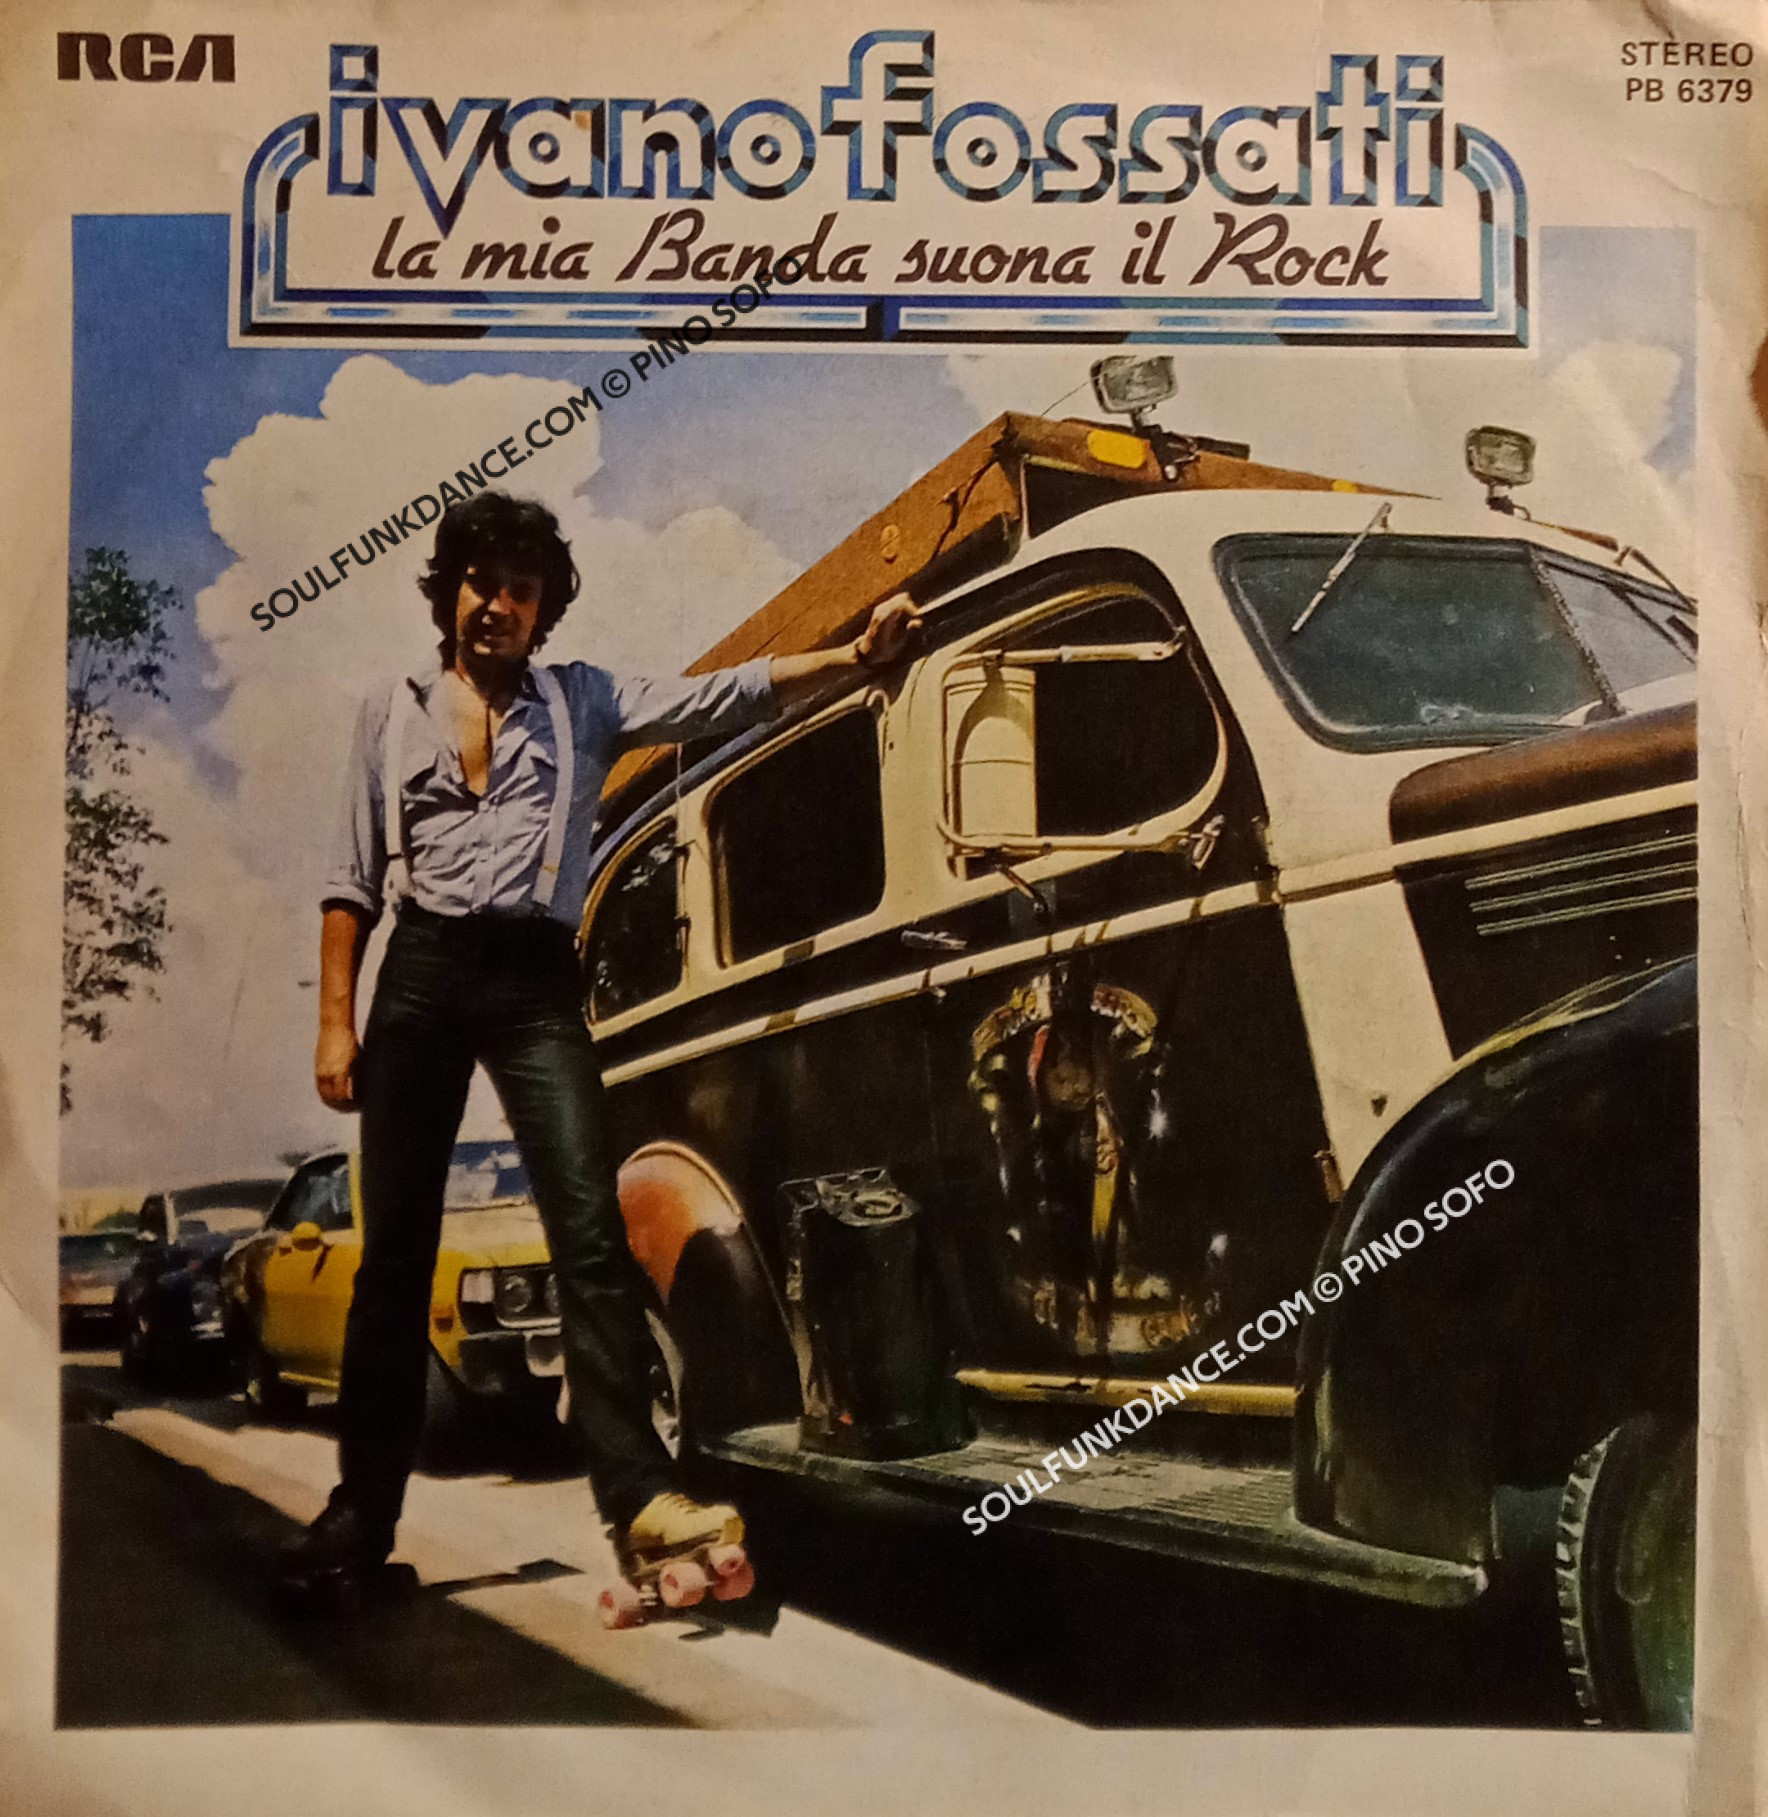 RCA
STEREO
PB 6379
ivano fossati
la mia Banda suona il Rock
SOULFUNKDANCE.COM © PINO SOFO
SOULFUNKDANCE.COM © PINO SOFO